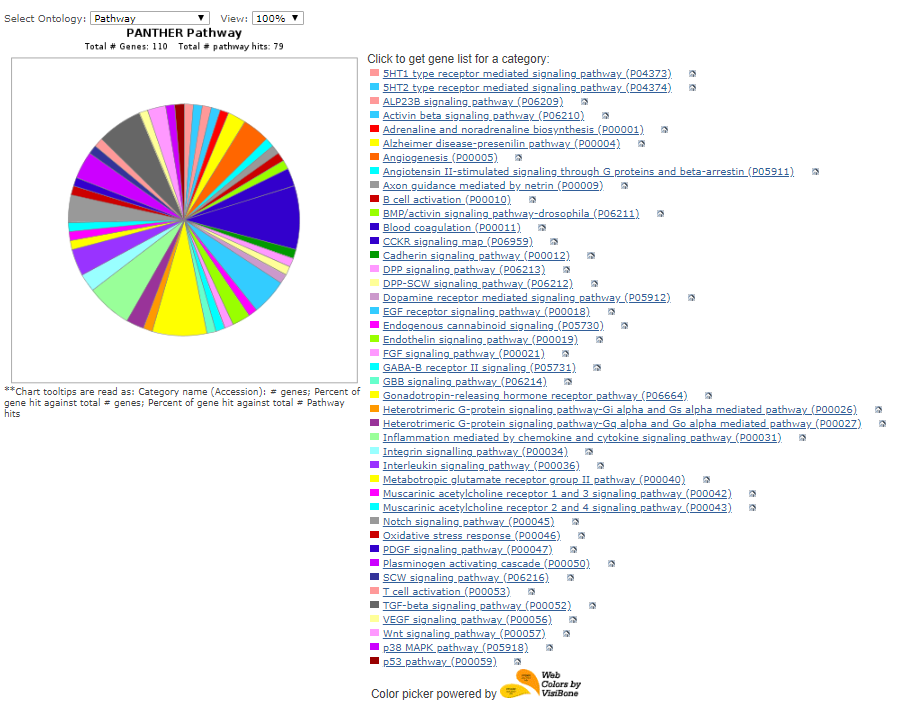 Select Ontology: Pathway View: 100%
PANTHER Pathway
Total # Genes: 110 Total # pathway hits: 79
**Chart tooltips are read as: Category name (Accession): # genes; Percent of
gene hit against total # genes; Percent of gene hit against total # Pathway
hits
Click to get gene list for a category:
5HT1 type receptor mediated signaling pathway (P04373)
5HT2 type receptor mediated signaling pathway (P04374)
ALP23B signaling pathway (P06209)
Activin beta signaling pathway (P06210)
Adrenaline and noradrenaline biosynthesis (P00001)
Alzheimer disease-presenilin pathway (P00004)
Angiogenesis (P00005)
Angiotensin II-stimulated signaling through G proteins and beta-arrestin (P05911)
Axon guidance mediated by netrin (P00009)
B cell activation (P00010)
BMP/activin signaling pathway-drosophila (P06211)
Blood coagulation (P00011)
CCKR signaling map (P06959)
Cadherin signaling pathway (P00012)
DPP signaling pathway (P06213)
DPP-SCW signaling pathway (P06212)
Dopamine receptor mediated signaling pathway (P05912)
EGF receptor signaling pathway (P00018)
Endogenous cannabinoid signaling (P05730)
Endothelin signaling pathway (P00019)
FGF signaling pathway (P00021)
GABA-B receptor II signaling (P05731)
GBB signaling pathway (P06214)
Gonadotropin-releasing hormone receptor pathway (P06664)
Heterotrimeric G-protein signaling pathway-Gi alpha and Gs alpha mediated pathway (P00026)
Heterotrimeric G-protein signaling pathway-Gq alpha and Go alpha mediated pathway (P00027)
Inflammation mediated by chemokine and cytokine signaling pathway (P00031)
Integrin signalling pathway (P00034)
Interleukin signaling pathway (P00036)
Metabotropic glutamate receptor group II pathway (P00040)
Muscarinic acetylcholine receptor 1 and 3 signaling pathway (P00042)
Muscarinic acetylcholine receptor 2 and 4 signaling pathway (P00043)
Notch signaling pathway (P00045)
Oxidative stress response (P00046)
PDGF signaling pathway (P00047)
Plasminogen activating cascade (P00050)
SCW signaling pathway (P06216)
T cell activation (P00053)
TGF-beta signaling pathway (P00052)
VEGF signaling pathway (P00056)
Wnt signaling pathway (P00057)
p38 MAPK pathway (P05918)
p53 pathway (P00059)
Color picker powered by
Web
Colors by
VisiBone